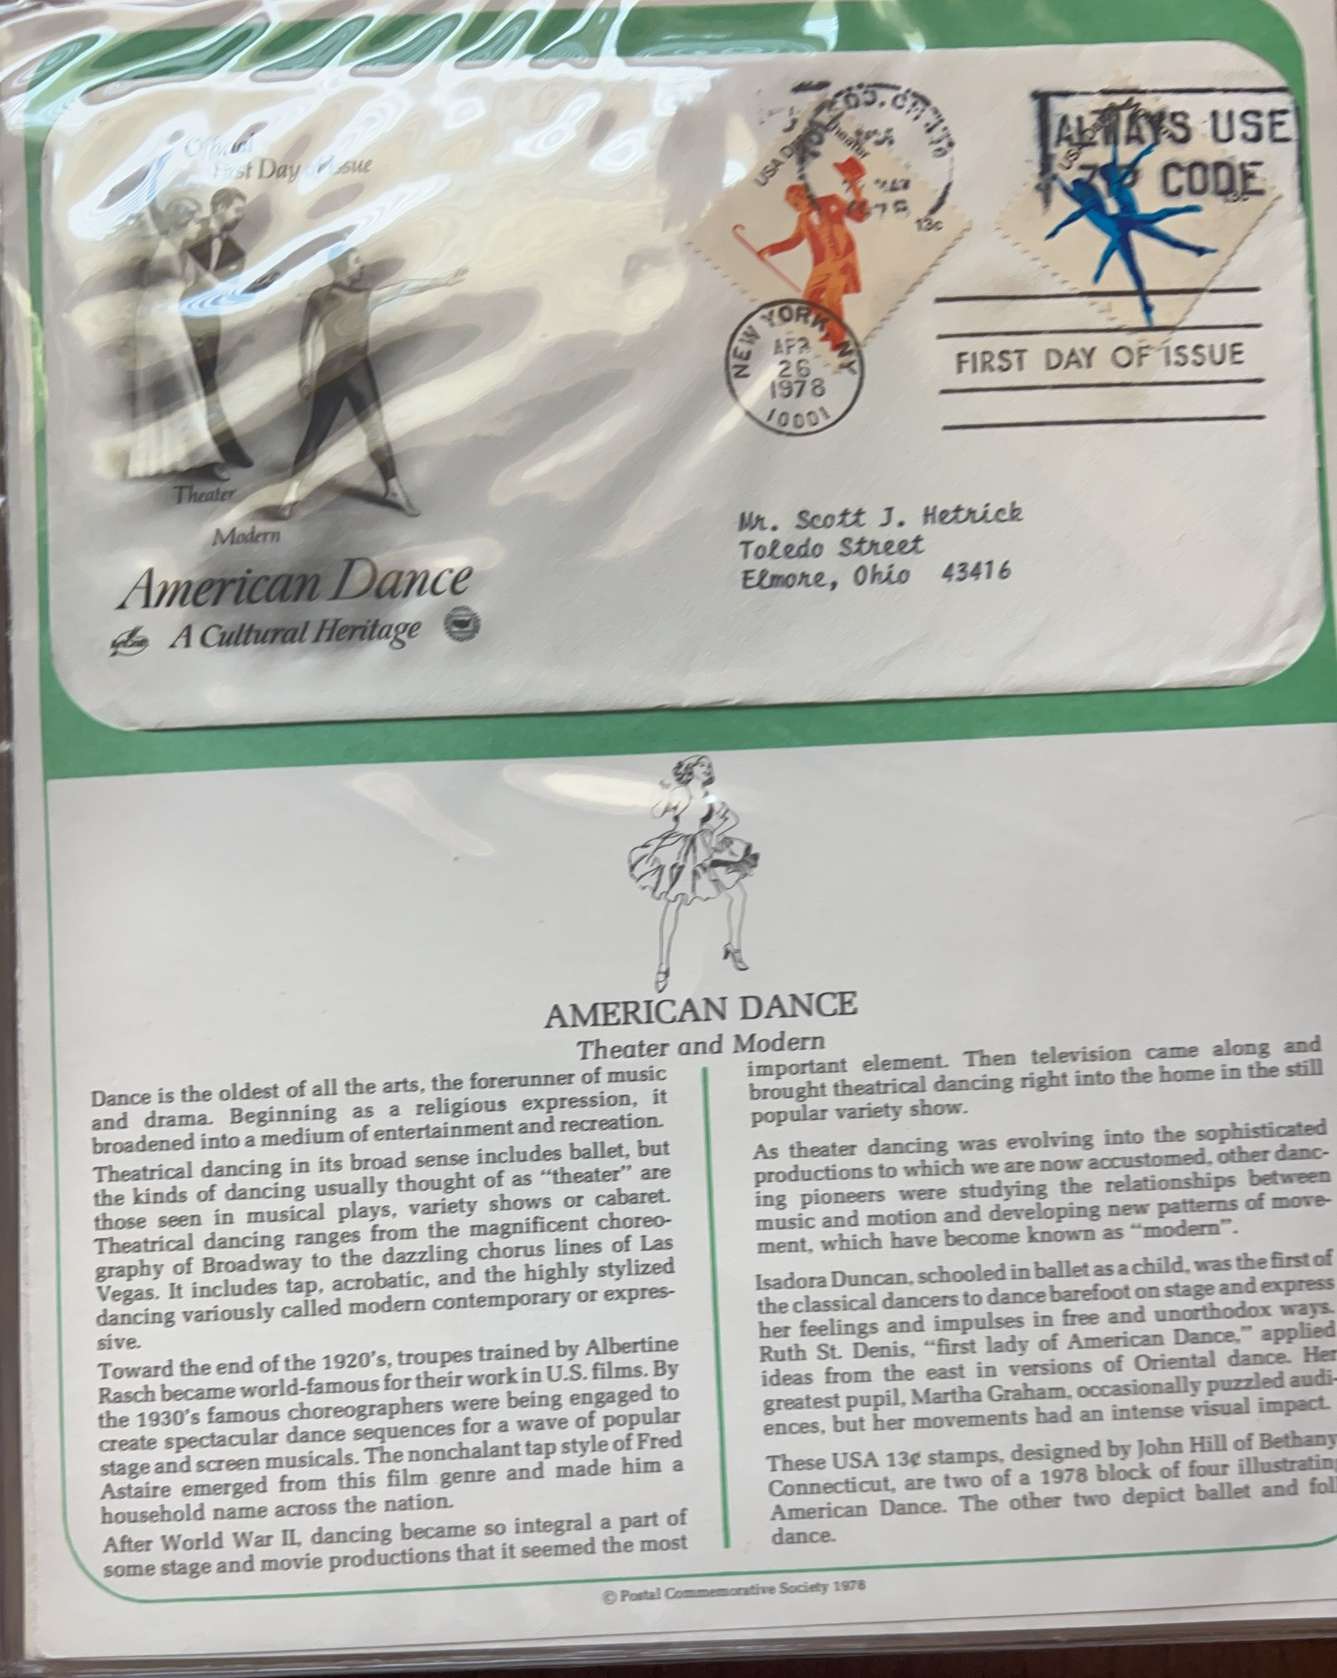 Official
First Day of Issue
Theater
Modern
American Dance
A Cultural Heritage
USA Dance Theater
13c
USA
13c
ALWAYS USE
ZIP CODE
NEW YORK, NY
APR
26
1978
10001
FIRST DAY OF ISSUE
Mr. Scott J. Hetrick
Toledo Street
Elmore, Ohio 43416
AMERICAN DANCE
Theater and Modern
Dance is the oldest of all the arts, the forerunner of music
and drama. Beginning as a religious expression, it
broadened into a medium of entertainment and recreation.
Theatrical dancing in its broad sense includes ballet, but
the kinds of dancing usually thought of as “theater” are
those seen in musical plays, variety shows or cabaret.
Theatrical dancing ranges from the magnificent choreo-
graphy of Broadway to the dazzling chorus lines of Las
Vegas. It includes tap, acrobatic, and the highly stylized
dancing variously called modern contemporary or expres-
sive.
Toward the end of the 1920’s, troupes trained by Albertine
Rasch became world-famous for their work in U.S. films. By
the 1930’s famous choreographers were being engaged to
create spectacular dance sequences for a wave of popular
stage and screen musicals. The nonchalant tap style of Fred
Astaire emerged from this film genre and made him a
household name across the nation.
After World War II, dancing became so integral a part of
some stage and movie productions that it seemed the most
important element. Then television came along and
brought theatrical dancing right into the home in the still
popular variety show.
As theater dancing was evolving into the sophisticated
productions to which we are now accustomed, other danc-
ing pioneers were studying the relationships between
music and motion and developing new patterns of move-
ment, which have become known as “modern”.
Isadora Duncan, schooled in ballet as a child, was the first of
the classical dancers to dance barefoot on stage and express
her feelings and impulses in free and unorthodox ways.
Ruth St. Denis, “first lady of American Dance,” applied
ideas from the east in versions of Oriental dance. Her
greatest pupil, Martha Graham, occasionally puzzled audi-
ences, but her movements had an intense visual impact.
These USA 13¢ stamps, designed by John Hill of Bethany
Connecticut, are two of a 1978 block of four illustrating
American Dance. The other two depict ballet and fol
dance.
© Postal Commemorative Society 1978